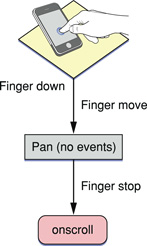 Finger down
Finger move
Pan (no events)
Finger stop
onscroll